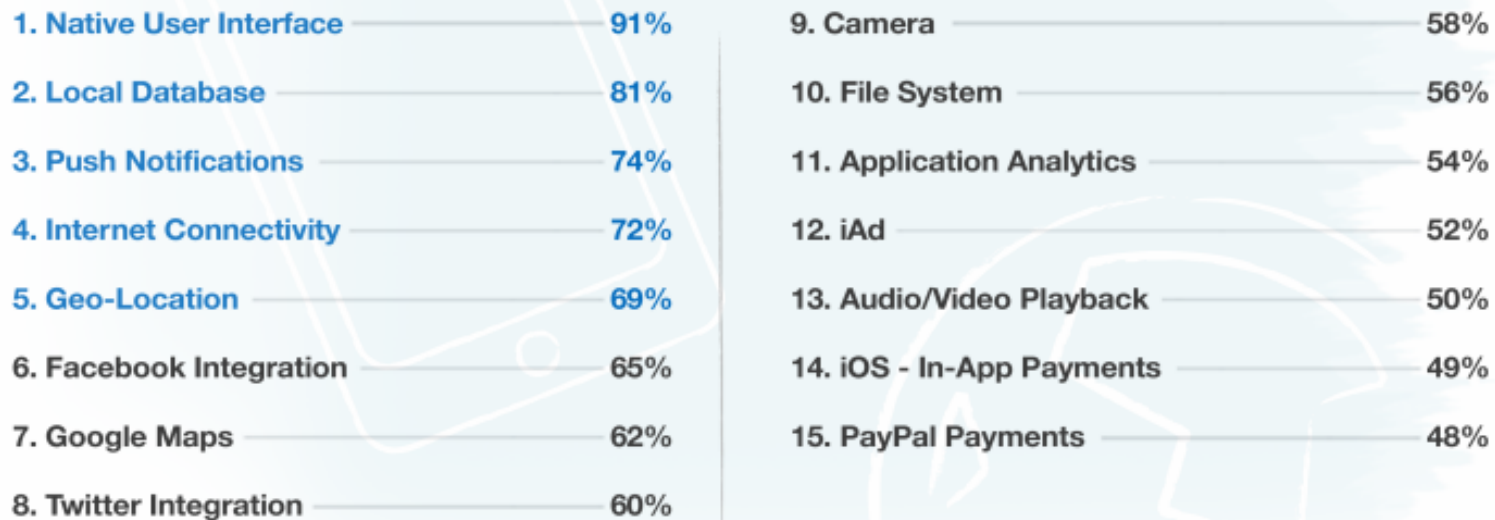 1. Native User Interface 91%
2. Local Database 81%
3. Push Notifications 74%
4. Internet Connectivity 72%
5. Geo-Location 69%
6. Facebook Integration 65%
7. Google Maps 62%
8. Twitter Integration 60%
9. Camera 58%
10. File System 56%
11. Application Analytics 54%
12. iAd 52%
13. Audio/Video Playback 50%
14. iOS - In-App Payments 49%
15. PayPal Payments 48%